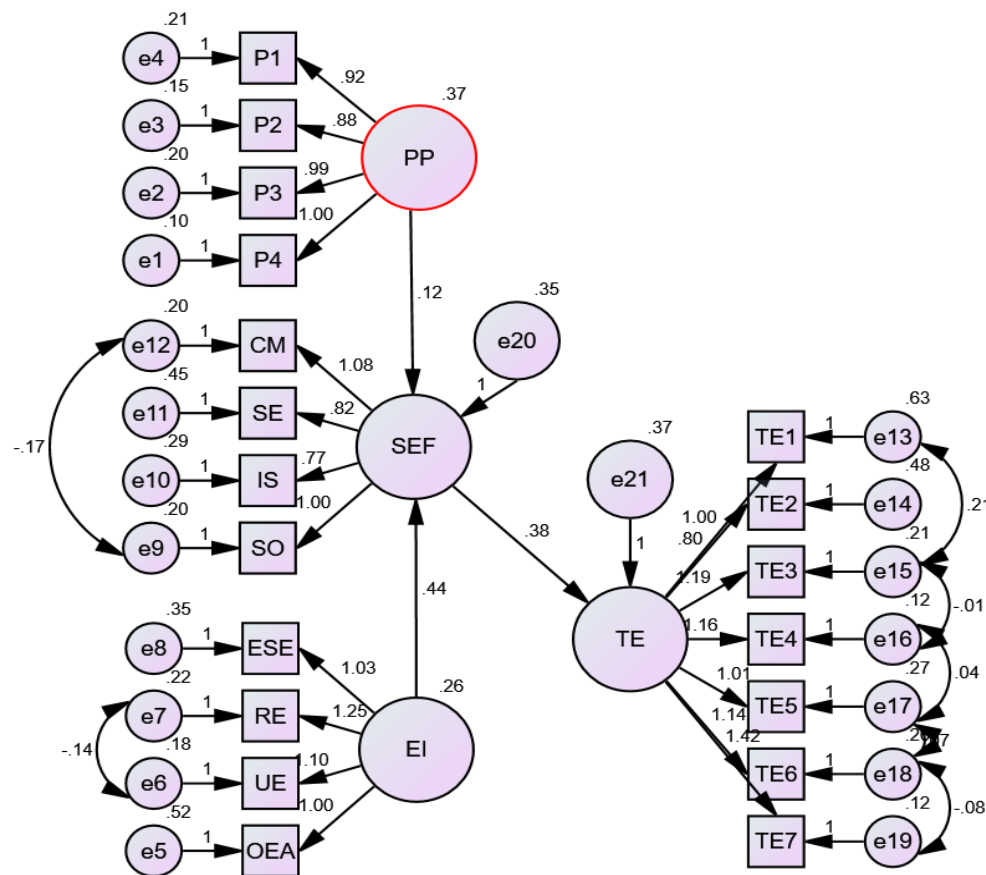 .21
e4 1 P1
.92
.15
.37
e3 1 P2 .88
PP
.20
e2 1 P3 .99
.10 1.00
e1 1 P4
.12
.20 .35
e12 1 CM e20
1.08 1
.45
e11 1 SE .82
-.17 SEF
.29
e10 1 IS .77
.20 1.00
e9 1 SO
.37
e21
1
.38
.44
.63
TE1 1 e13
.48
1.00 TE2 1 e14 .21
.80
.21
1.19 TE3 1 e15
.12 -.01
TE 1.16 TE4 1 e16
.27 .04
1.01 TE5 1 e17
1.14
1.42
TE6 1 e18
.12 -.08
TE7 1 e19
.35
e8 1 ESE
1.03 .26
.22
e7 1 RE 1.25
-.14 EI
.18
e6 1 UE 1.10
.52 1.00
e5 1 OEA